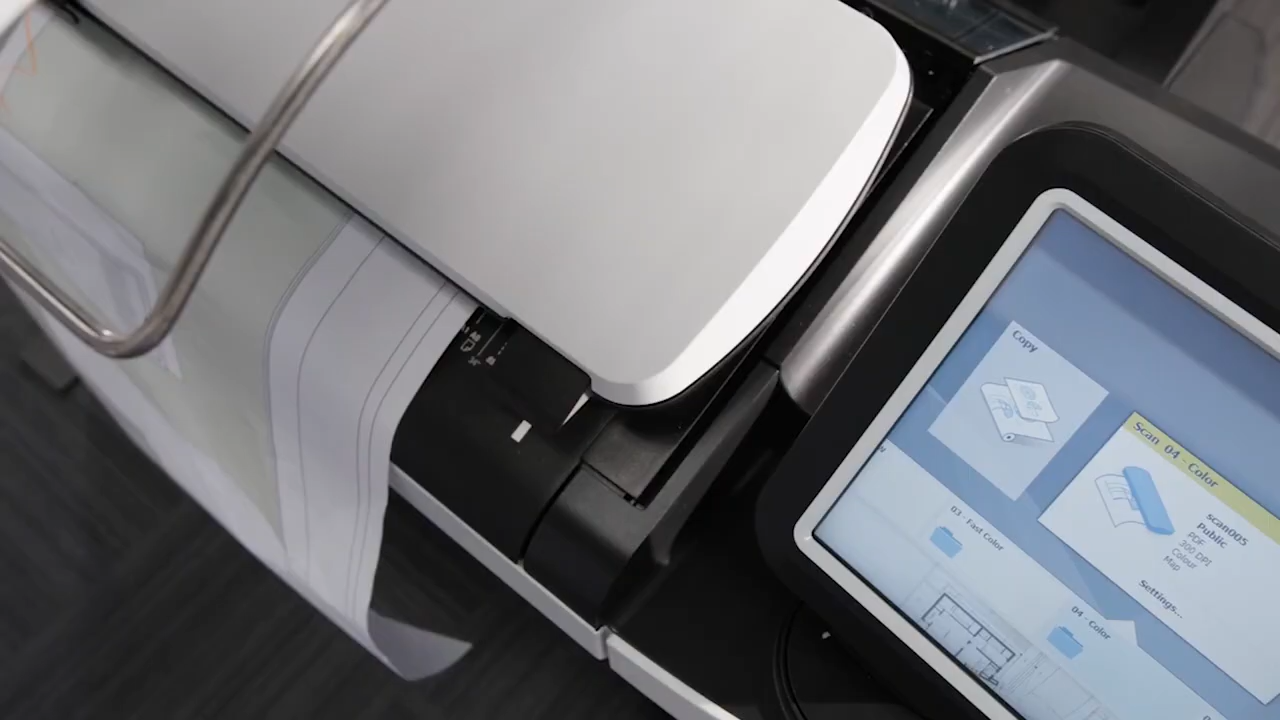 Copy
Scan 04 - Color
scan005
Public
PDF
300 DPI
Colour
Map
Settings...
03 - Fast Color
04 - Color